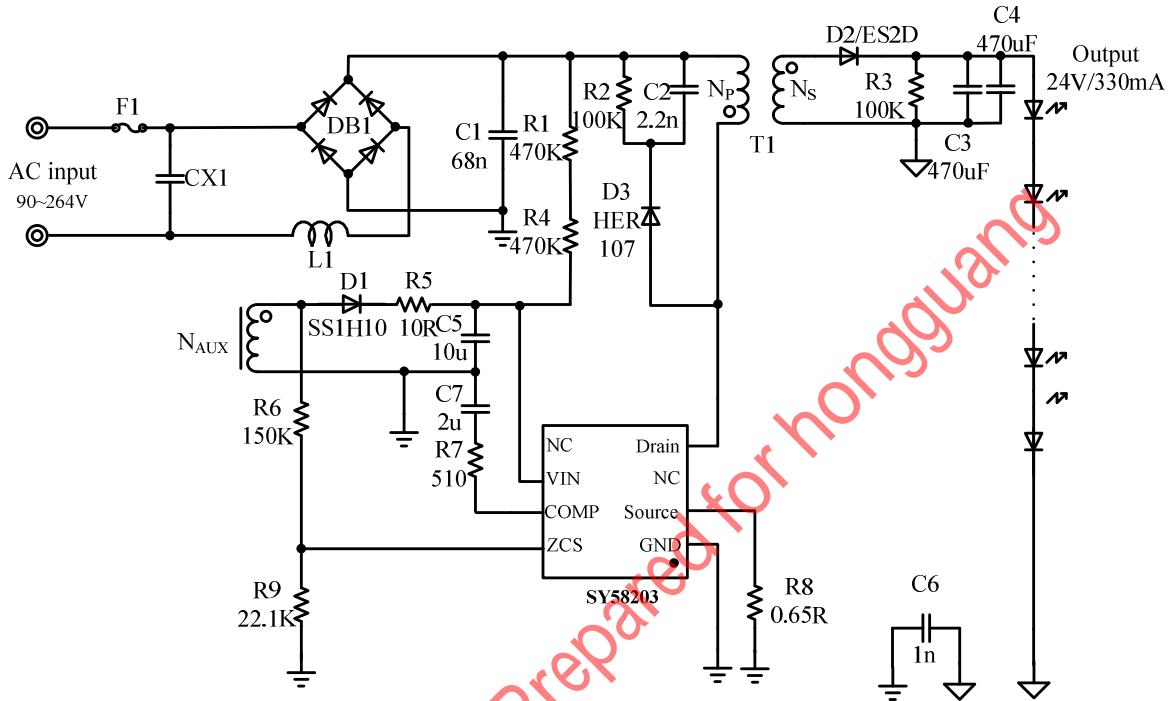 C4
470uF
D2/ES2D
Output
24V/330mA
F1
DB1
C1
68n
R1
470K
R2
100K
C2
2.2n
NP
NS
T1
R3
100K
C3
470uF
AC input
90~264V
CX1
L1
R4
470K
D3
HER
107
D1
SS1H10
R5
10R
C5
10u
NAUX
C7
2u
R6
150K
R7
510
NC
VIN
COMP
ZCS
Drain
NC
Source
GND
SY58203
R9
22.1K
R8
0.65R
C6
1n
Prepared for hongguang